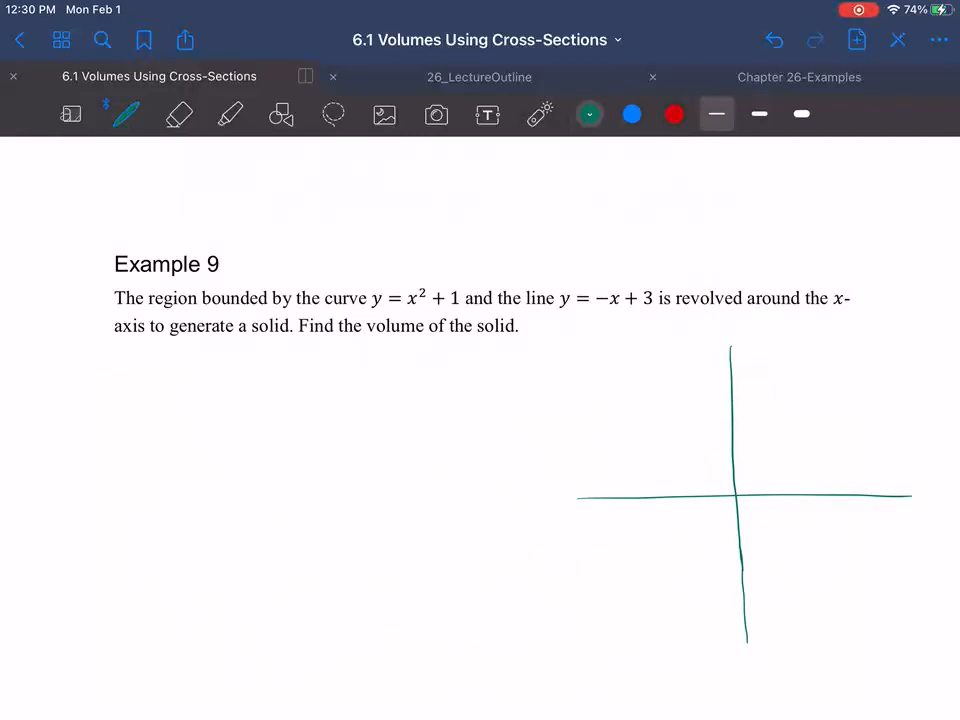 12:30 PM Mon Feb 1
74%
6.1 Volumes Using Cross-Sections
6.1 Volumes Using Cross-Sections
26_LectureOutline
Chapter 26-Examples
T
Example 9
The region bounded by the curve y = x² + 1 and the line y = −x + 3 is revolved around the x-
axis to generate a solid. Find the volume of the solid.